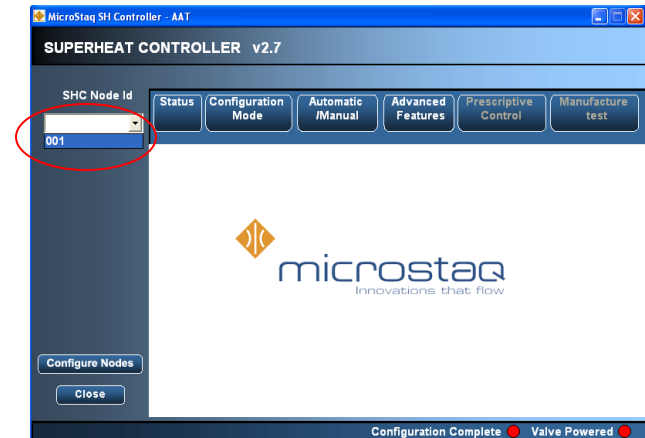 MicroStaq SH Controller - AAT
SUPERHEAT CONTROLLER v2.7
SHC Node Id
001
Status
Configuration
Mode
Automatic
/Manual
Advanced
Features
Prescriptive
Control
Manufacture
test
microstaq
Innovations that flow
Configure Nodes
Close
Configuration Complete
Valve Powered